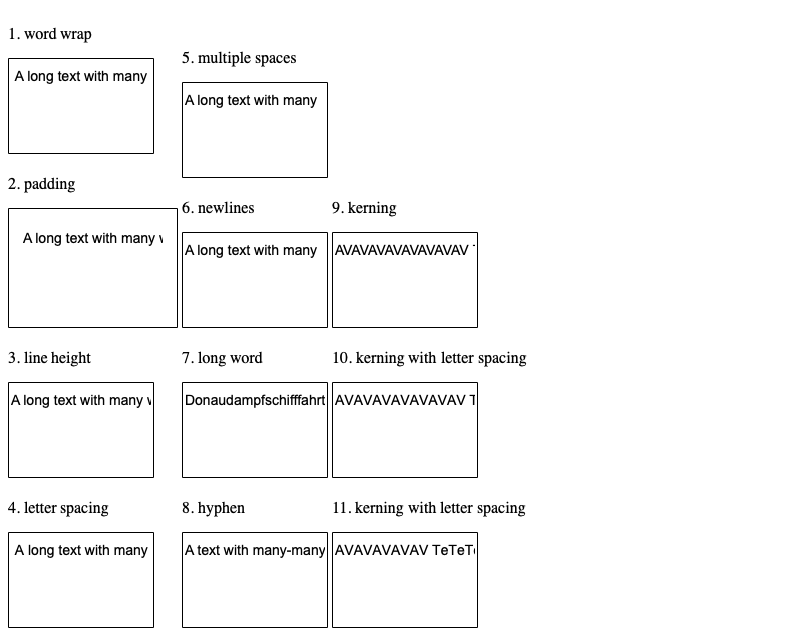 1. word wrap
A long text with many
2. padding
A long text with many
3. line height
A long text with many
4. letter spacing
A long text with many
5. multiple spaces
A long text with many
6. newlines
A long text with many
7. long word
Donaudampfschifffahrt
8. hyphen
A text with many-many
9. kerning
AVAVAVAVAVAVAVAV
10. kerning with letter spacing
AVAVAVAVAVAVAV T
11. kerning with letter spacing
AVAVAVAVAV TeTeT